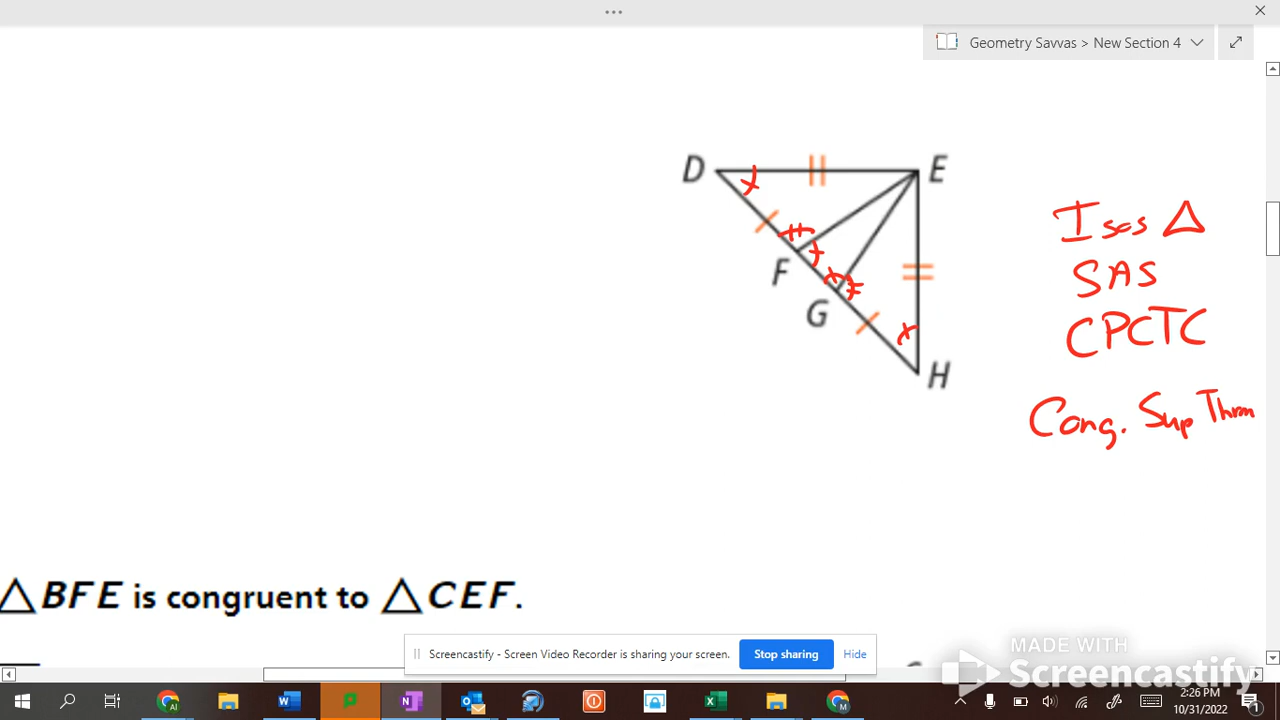 Geometry Savvas > New Section 4
D
E
F
G
H
Isos △
SAS
CPCTC
Cong. Sup Thrm
△BFE is congruent to △CEF.
Screencastify - Screen Video Recorder is sharing your screen.
Stop sharing
Hide
MADE WITH
Screencastify
2:26 PM
10/31/2022